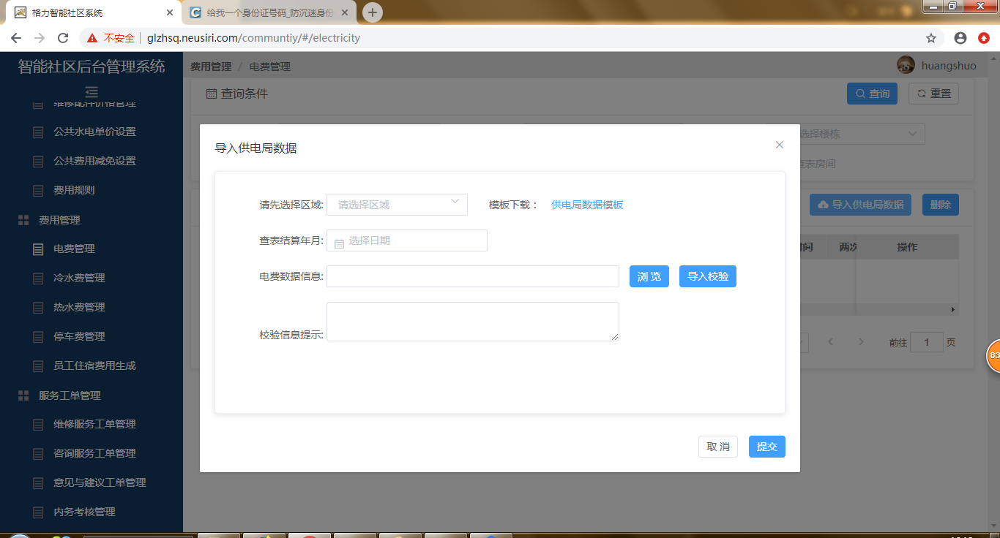 格力智能社区系统
给我一个身份证号码_防沉迷身份
不安全
glzhsq.neusiri.com/communtiy/#/electricity
智能社区后台管理系统
费用管理 / 电费管理
huangshuo
查询条件
查询
重置
维修配件价格管理
公共水电单价设置
公共费用减免设置
费用规则
费用管理
电费管理
冷水费管理
热水费管理
停车费管理
员工住宿费用生成
服务工单管理
维修服务工单管理
咨询服务工单管理
意见与建议工单管理
内务考核管理
选择楼栋
查表房间
导入供电局数据
删除
间
两次
操作
前往 1 页
83
导入供电局数据
请先选择区域: 请选择区域 模板下载： 供电局数据模板
查表结算年月: 选择日期
电费数据信息: 浏 览 导入校验
校验信息提示:
取 消 提交